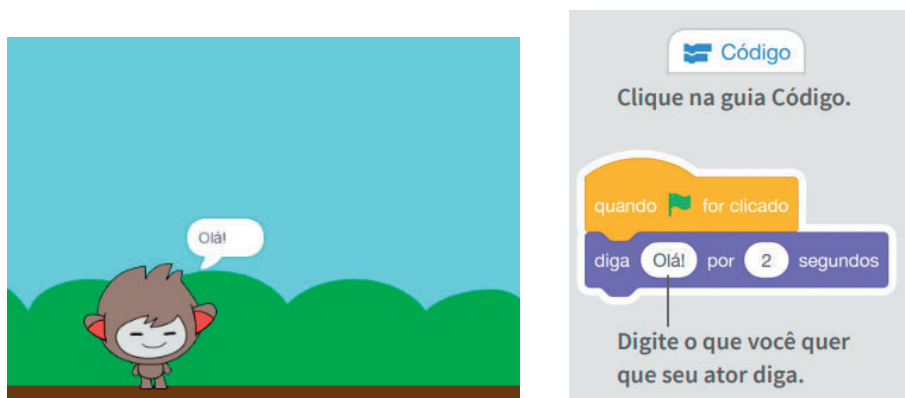 Olá!
Código
Clique na guia Código.
quando for clicado
diga Olá! por 2 segundos
Digite o que você quer
que seu ator diga.